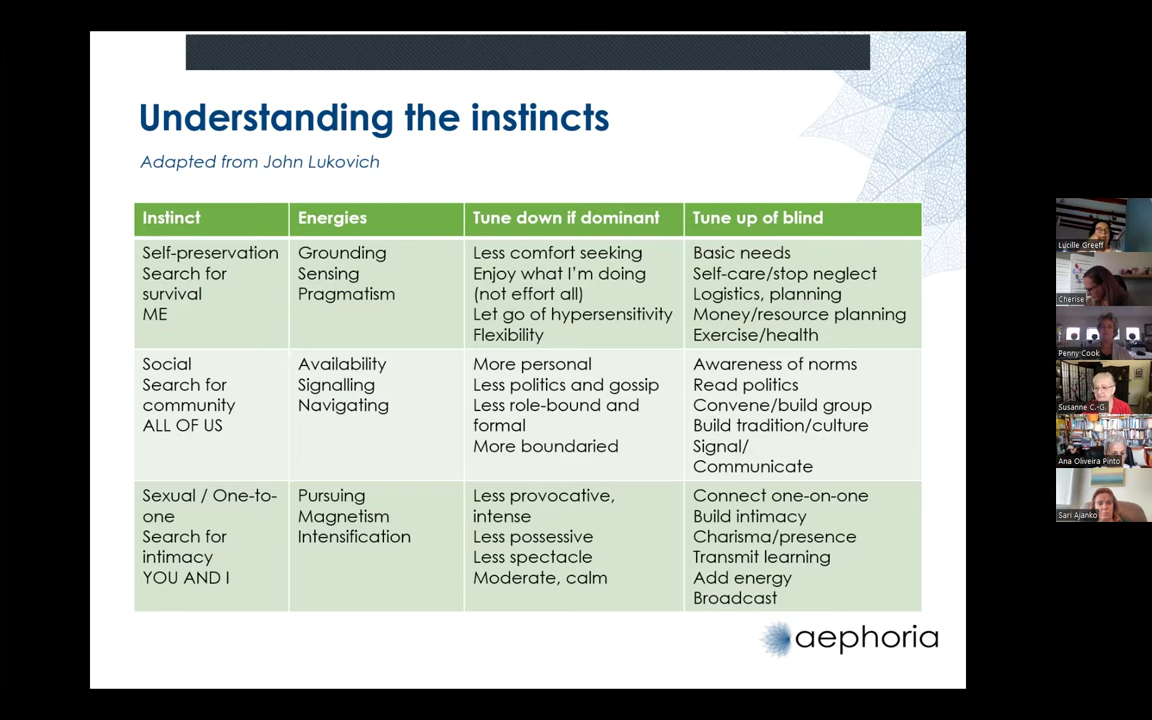 Understanding the instincts
Adapted from John Lukovich
Instinct
Energies
Tune down if dominant
Tune up of blind
Self-preservation
Search for
survival
ME
Grounding
Sensing
Pragmatism
Less comfort seeking
Enjoy what I'm doing
(not effort all)
Let go of hypersensitivity
Flexibility
Basic needs
Self-care/stop neglect
Logistics, planning
Money/resource planning
Exercise/health
Social
Search for
community
ALL OF US
Availability
Signalling
Navigating
More personal
Less politics and gossip
Less role-bound and
formal
More boundaried
Awareness of norms
Read politics
Convene/build group
Build tradition/culture
Signal/
Communicate
Sexual / One-to-
one
Search for
intimacy
YOU AND I
Pursuing
Magnetism
Intensification
Less provocative,
intense
Less possessive
Less spectacle
Moderate, calm
Connect one-on-one
Build intimacy
Charisma/presence
Transmit learning
Add energy
Broadcast
aephoria
Lucille Greeff
Cherise
Penny Cook
Susanne C.-G.
Ana Oliveira Pinto
Sari Ajanko